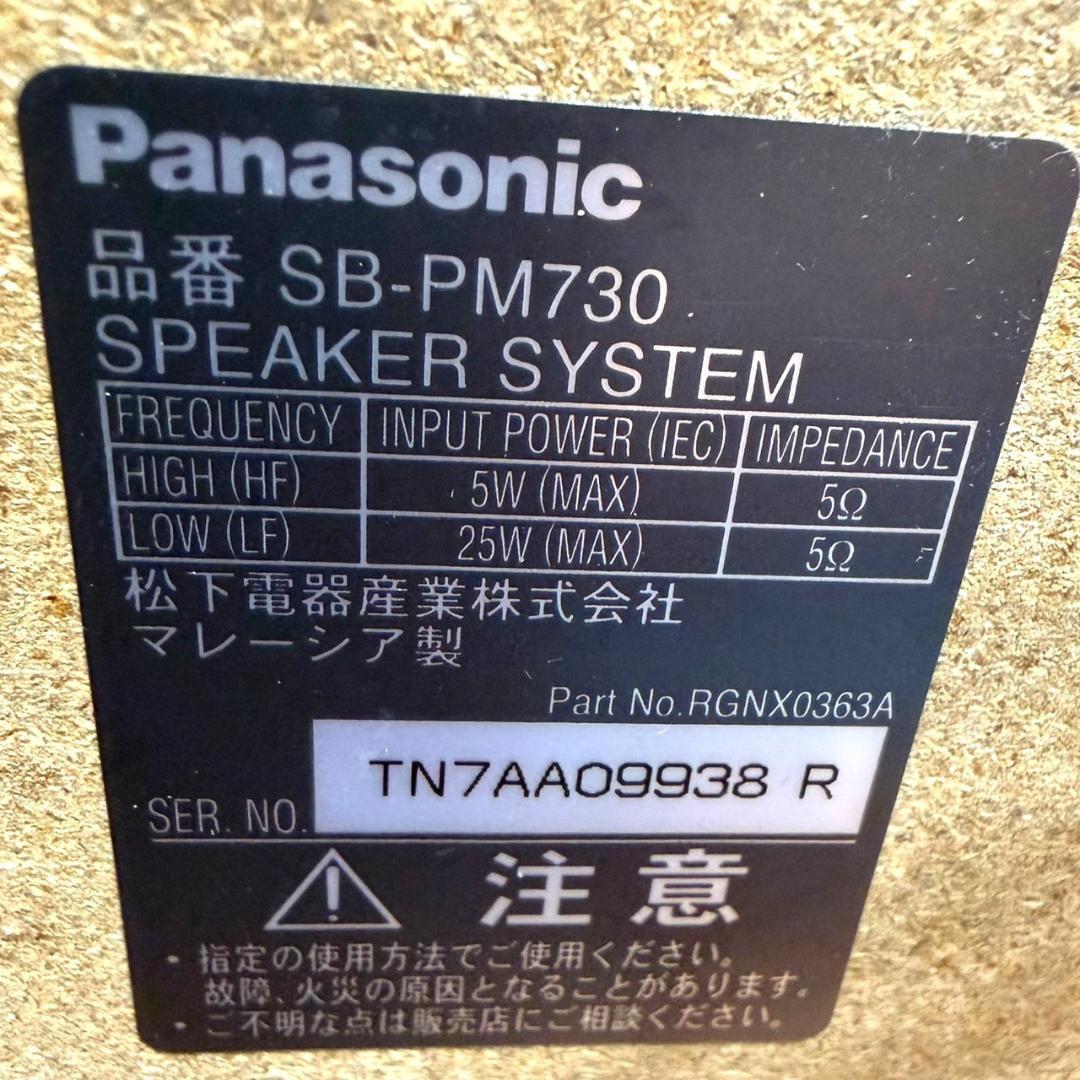 Panasonic
品番 SB-PM730
SPEAKER SYSTEM
FREQUENCY INPUT POWER (IEC) IMPEDANCE
HIGH (HF) 5W (MAX) 5Ω
LOW (LF) 25W (MAX) 5Ω
松下電器産業株式会社
マレーシア製
Part No.RGNX0363A
SER. NO. TN7AA09938 R
注意
・指定の使用方法でご使用ください。
故障、火災の原因となることがあります。
・ご不明な点は販売店にご相談ください。